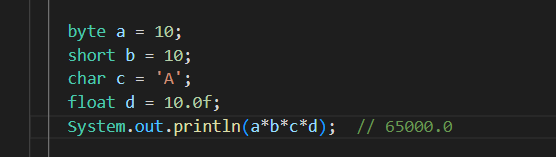 byte a = 10;
short b = 10;
char c = 'A';
float d = 10.0f;
System.out.println(a*b*c*d);  // 65000.0